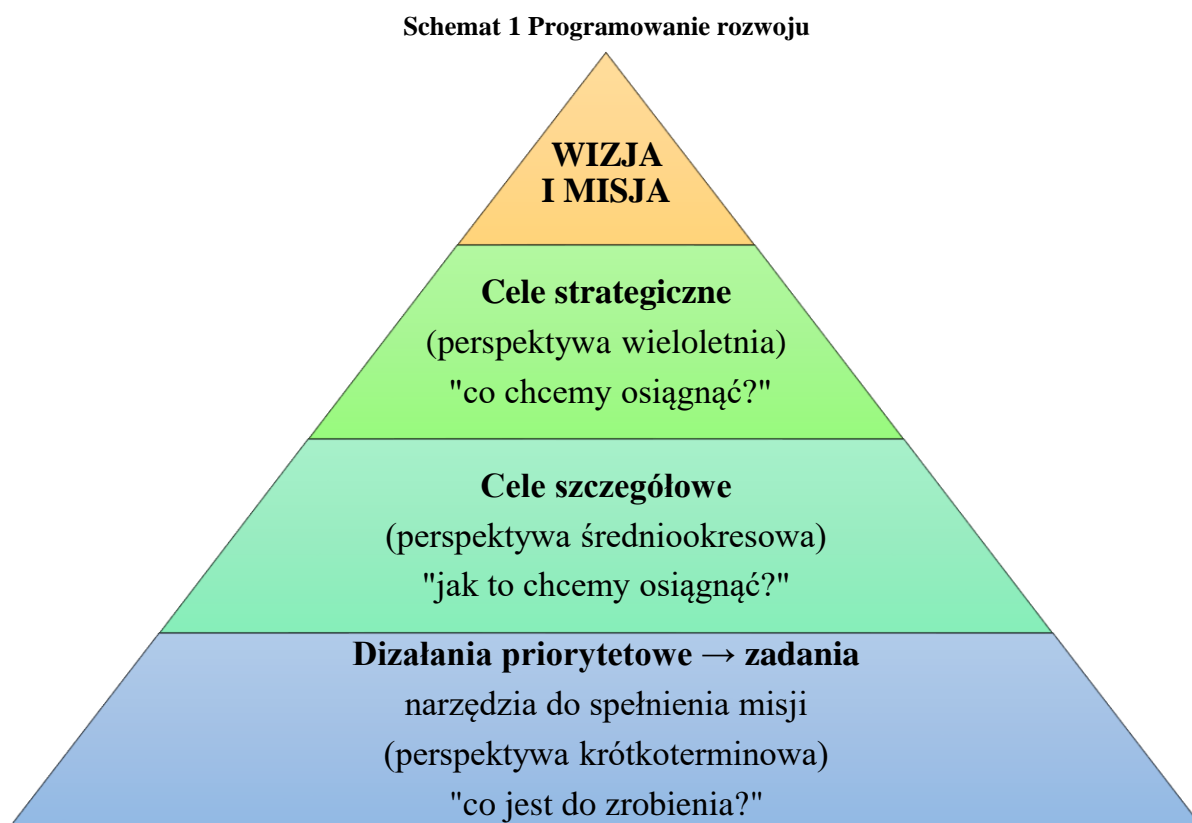 Schemat 1 Programowanie rozwoju
WIZJA
I MISJA
Cele strategiczne
(perspektywa wieloletnia)
"co chcemy osiągnąć?"
Cele szczegółowe
(perspektywa średniookresowa)
"jak to chcemy osiągnąć?"
Dizałania priorytetowe → zadania
narzędzia do spełnienia misji
(perspektywa krótkoterminowa)
"co jest do zrobienia?"